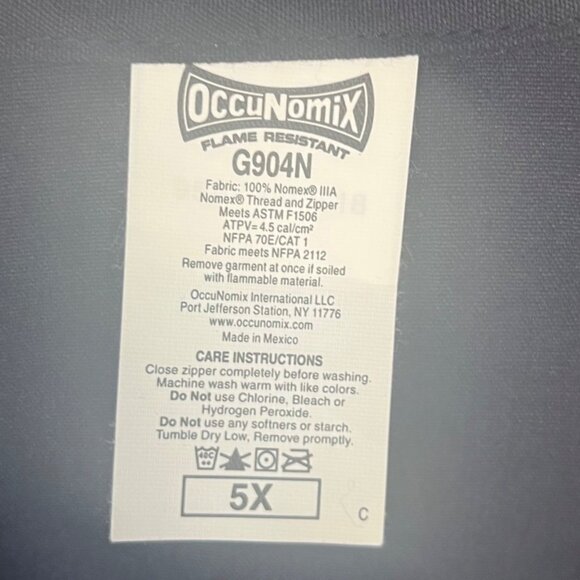 OccuNomiX
FLAME RESISTANT
G904N
Fabric: 100% Nomex® IIIA
Nomex® Thread and Zipper
Meets ASTM F1506
ATPV= 4.5 cal/cm²
NFPA 70E/CAT 1
Fabric meets NFPA 2112
Remove garment at once if soiled
with flammable material.
OccuNomix International LLC
Port Jefferson Station, NY 11776
www.occunomix.com
Made in Mexico
CARE INSTRUCTIONS
Close zipper completely before washing.
Machine wash warm with like colors.
Do Not use Chlorine, Bleach or
Hydrogen Peroxide.
Do Not use any softners or starch.
Tumble Dry Low, Remove promptly.
40C
5X
C